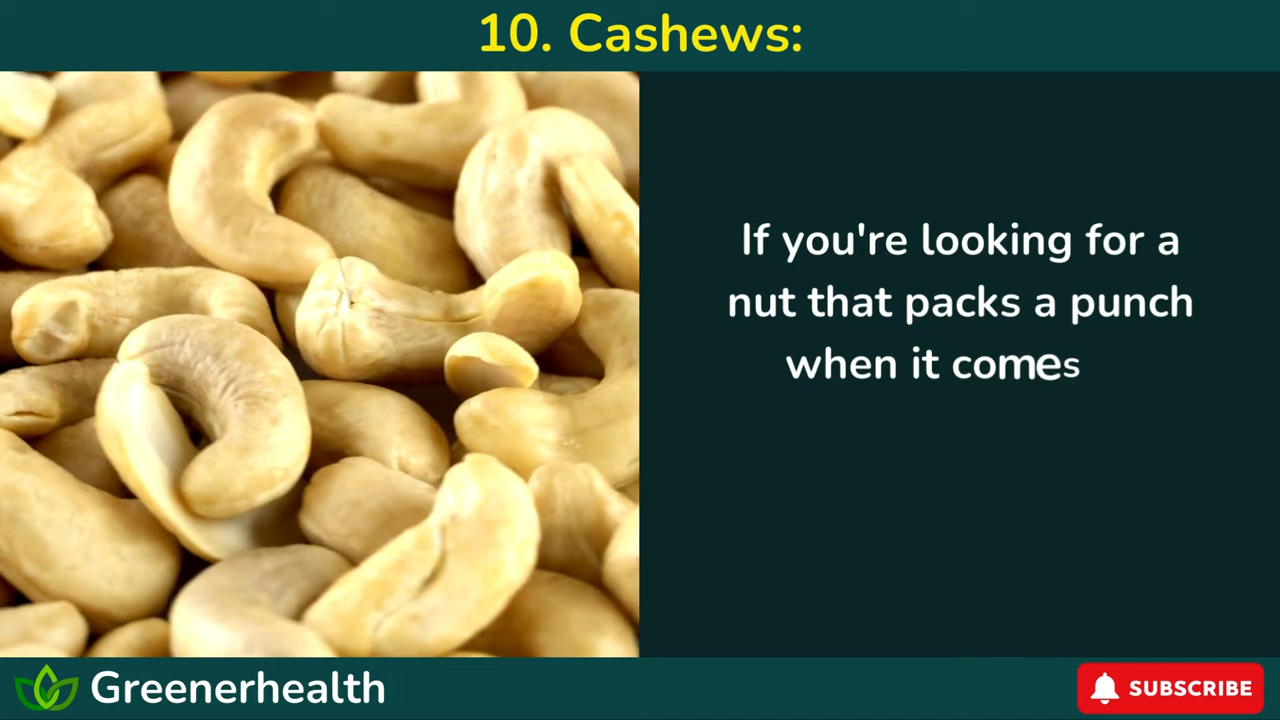 10. Cashews:
If you're looking for a
nut that packs a punch
when it comes
Greenerhealth
SUBSCRIBE